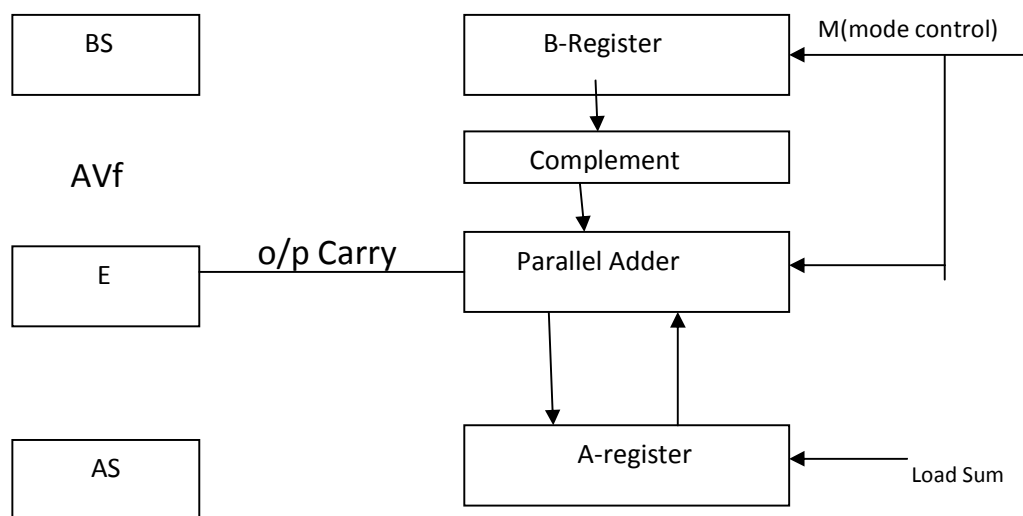 BS
B-Register
M(mode control)
Complement
AVf
E
o/p Carry
Parallel Adder
AS
A-register
Load Sum